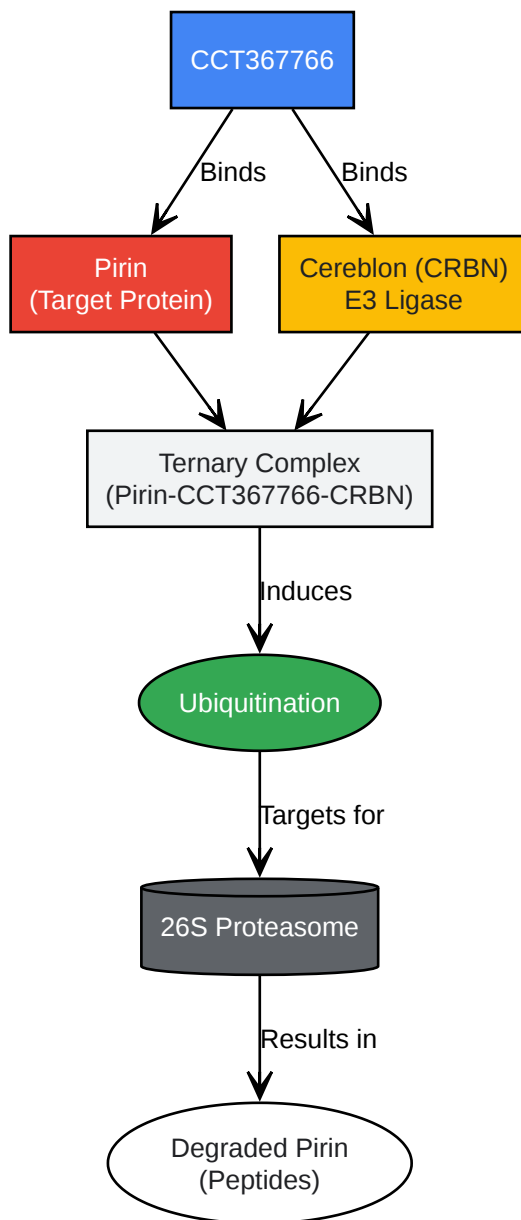 CCT367766
Binds
Binds
Pirin
(Target Protein)
Cereblon (CRBN)
E3 Ligase
Ternary Complex
(Pirin-CCT367766-CRBN)
Induces
Ubiquitination
Targets for
26S Proteasome
Results in
Degraded Pirin
(Peptides)